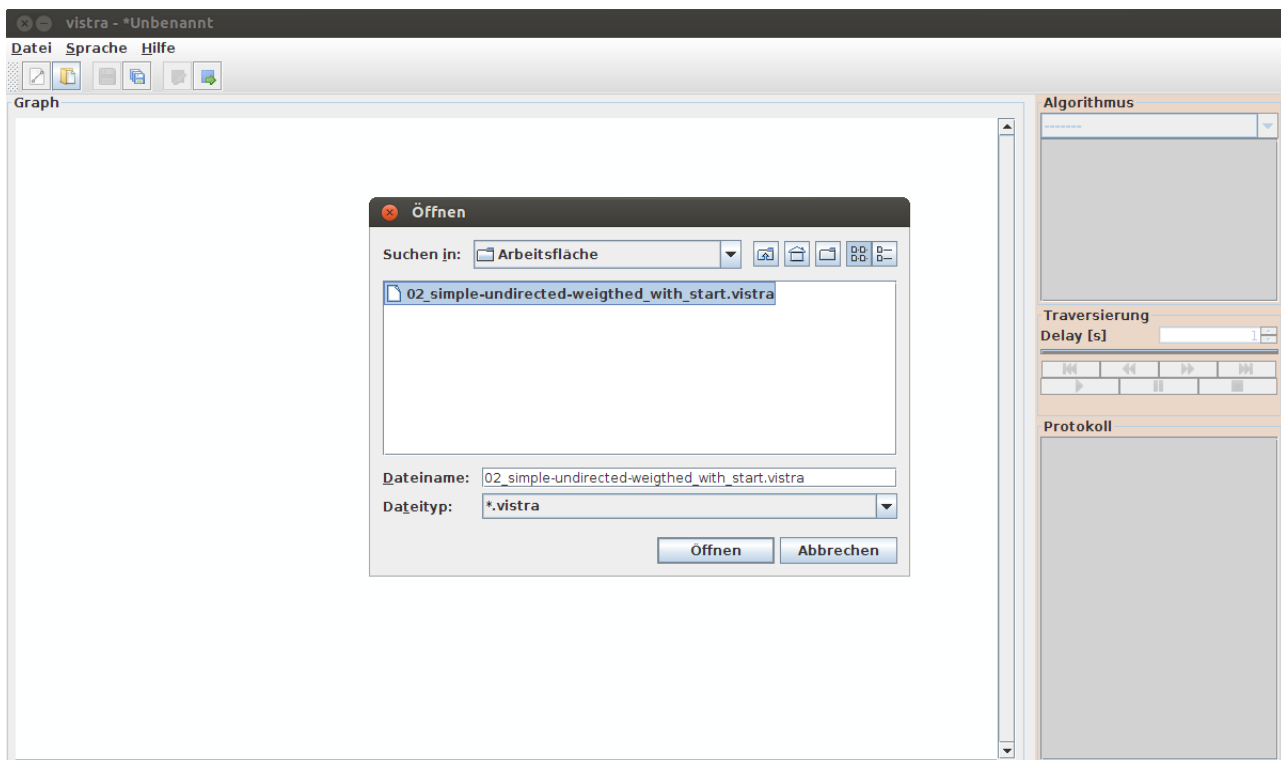 vistra - *Unbenannt
Datei Sprache Hilfe
Graph
Algorithmus
-------
Öffnen
Suchen in: Arbeitsfläche
02_simple-undirected-weigthed_with_start.vistra
Traversierung
Delay [s] 1
Protokoll
Dateiname: 02_simple-undirected-weigthed_with_start.vistra
Dateityp: *.vistra
Öffnen Abbrechen